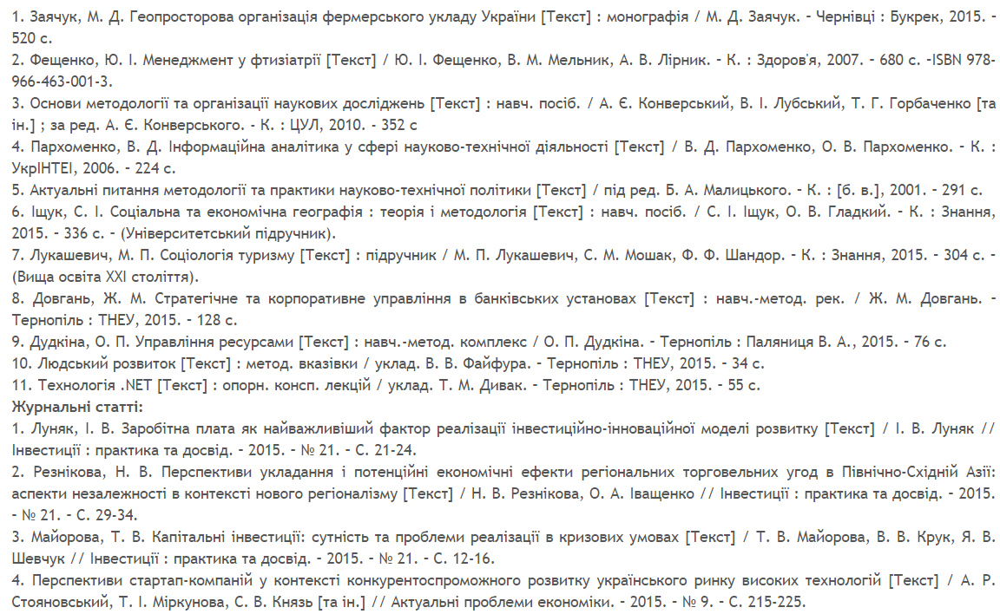 1. Заячук, М. Д. Геопросторова організація фермерського укладу України [Текст] : монографія / М. Д. Заячук. - Чернівці : Букрек, 2015. -
520 с.
2. Фещенко, Ю. І. Менеджмент у фтизіатрії [Текст] / Ю. І. Фещенко, В. М. Мельник, А. В. Лірник. - К. : Здоров'я, 2007. - 680 с. -ISBN 978-
966-463-001-3.
3. Основи методології та організації наукових досліджень [Текст] : навч. посіб. / А. Є. Конверський, В. І. Лубський, Т. Г. Горбаченко [та
ін.] ; за ред. А. Є. Конверського. - К. : ЦУЛ, 2010. - 352 с
4. Пархоменко, В. Д. Інформаційна аналітика у сфері науково-технічної діяльності [Текст] / В. Д. Пархоменко, О. В. Пархоменко. - К. :
УкрІНТЕІ, 2006. - 224 с.
5. Актуальні питання методології та практики науково-технічної політики [Текст] / під ред. Б. А. Малицького. - К. : [б. в.], 2001. - 291 с.
6. Іщук, С. І. Соціальна та економічна географія : теорія і методологія [Текст] : навч. посіб. / С. І. Іщук, О. В. Гладкий. - К. : Знання,
2015. - 336 с. - (Університетський підручник).
7. Лукашевич, М. П. Соціологія туризму [Текст] : підручник / М. П. Лукашевич, С. М. Мошак, Ф. Ф. Шандор. - К. : Знання, 2015. - 304 с. -
(Вища освіта XXI століття).
8. Довгань, Ж. М. Стратегічне та корпоративне управління в банківських установах [Текст] : навч.-метод. рек. / Ж. М. Довгань. -
Тернопіль : ТНЕУ, 2015. - 128 с.
9. Дудкіна, О. П. Управління ресурсами [Текст] : навч.-метод. комплекс / О. П. Дудкіна. - Тернопіль : Паляниця В. А., 2015. - 76 с.
10. Людський розвиток [Текст] : метод. вказівки / уклад. В. В. Файфура. - Тернопіль : ТНЕУ, 2015. - 34 с.
11. Технологія .NET [Текст] : опорн. консп. лекцій / уклад. Т. М. Дивак. - Тернопіль : ТНЕУ, 2015. - 55 с.
Журнальні статті:
1. Луняк, І. В. Заробітна плата як найважливіший фактор реалізації інвестиційно-інноваційної моделі розвитку [Текст] / І. В. Луняк //
Інвестиції : практика та досвід. - 2015. - № 21. - С. 21-24.
2. Резнікова, Н. В. Перспективи укладання і потенційні економічні ефекти регіональних торговельних угод в Північно-Східній Азії:
аспекти незалежності в контексті нового регіоналізму [Текст] / Н. В. Резнікова, О. А. Іващенко // Інвестиції : практика та досвід. - 2015.
- № 21. - С. 29-34.
3. Майорова, Т. В. Капітальні інвестиції: сутність та проблеми реалізації в кризових умовах [Текст] / Т. В. Майорова, В. В. Крук, Я. В.
Шевчук // Інвестиції : практика та досвід. - 2015. - № 21. - С. 12-16.
4. Перспективи стартап-компаній у контексті конкурентоспроможного розвитку українського ринку високих технологій [Текст] / А. Р.
Стояновський, Т. І. Міркунова, С. В. Князь [та ін.] // Актуальні проблеми економіки. - 2015. - № 9. - С. 215-225.